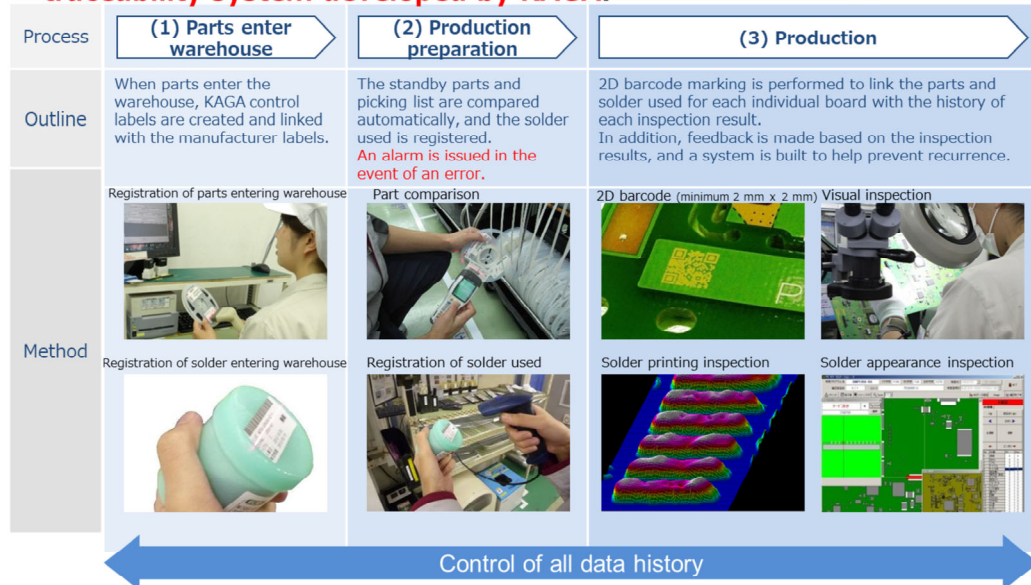 traceability system developed by KAGA.
Process
(1) Parts enter
warehouse
(2) Production
preparation
(3) Production
Outline
When parts enter the
warehouse, KAGA control
labels are created and linked
with the manufacturer labels.
The standby parts and
picking list are compared
automatically, and the solder
used is registered.
An alarm is issued in the
event of an error.
2D barcode marking is performed to link the parts and
solder used for each individual board with the history of
each inspection result.
In addition, feedback is made based on the inspection
results, and a system is built to help prevent recurrence.
Method
Registration of parts entering warehouse
Part comparison
2D barcode (minimum 2 mm x 2 mm)
Visual inspection
Registration of solder entering warehouse
Registration of solder used
Solder printing inspection
Solder appearance inspection
Control of all data history